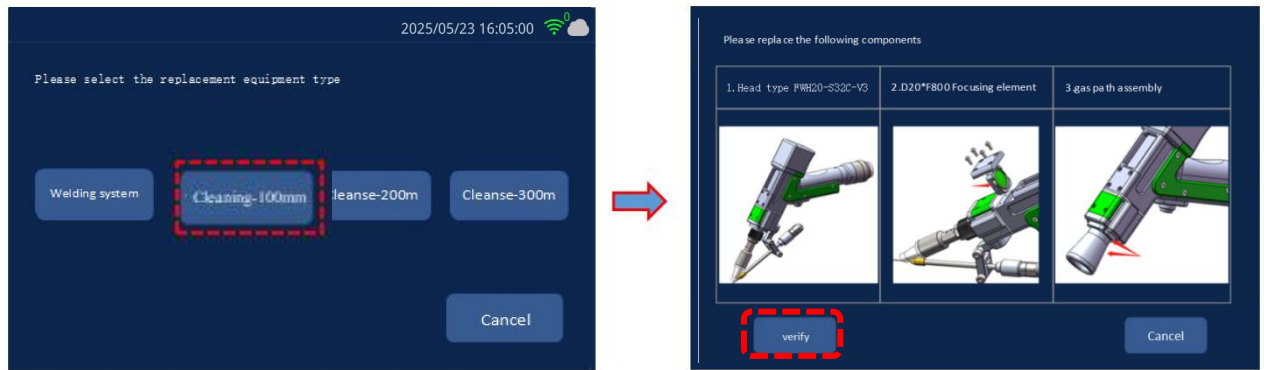 2025/05/23 16:05:00 0
Please select the replacement equipment type
Welding system
Cleaning-100mm
leanse-200m
Cleanse-300m
Cancel
Please replace the following components
1. Head type FWH20-S32C-V3
2.D20*F800 Focusing element
3.gas path assembly
verify
Cancel